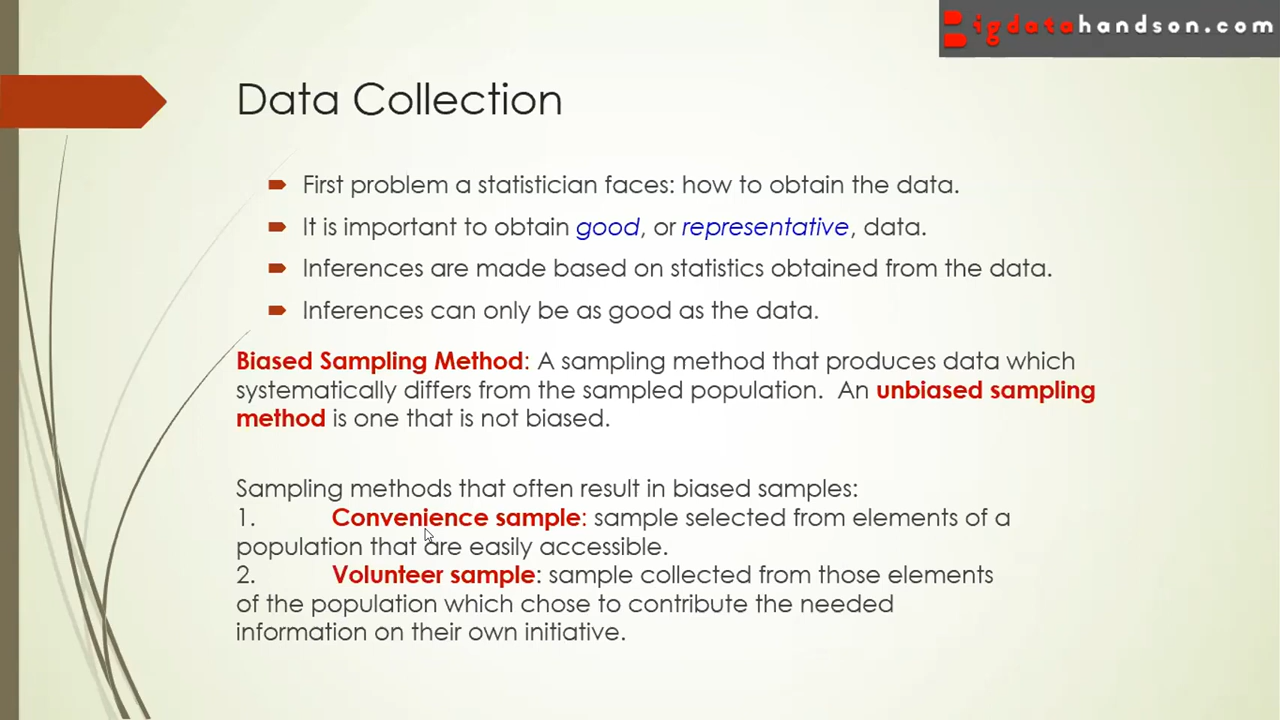 Bigdatahandson.com
Data Collection
First problem a statistician faces: how to obtain the data.
It is important to obtain good, or representative, data.
Inferences are made based on statistics obtained from the data.
Inferences can only be as good as the data.
Biased Sampling Method: A sampling method that produces data which
systematically differs from the sampled population. An unbiased sampling
method is one that is not biased.
Sampling methods that often result in biased samples:
1. Convenience sample: sample selected from elements of a
population that are easily accessible.
2. Volunteer sample: sample collected from those elements
of the population which chose to contribute the needed
information on their own initiative.